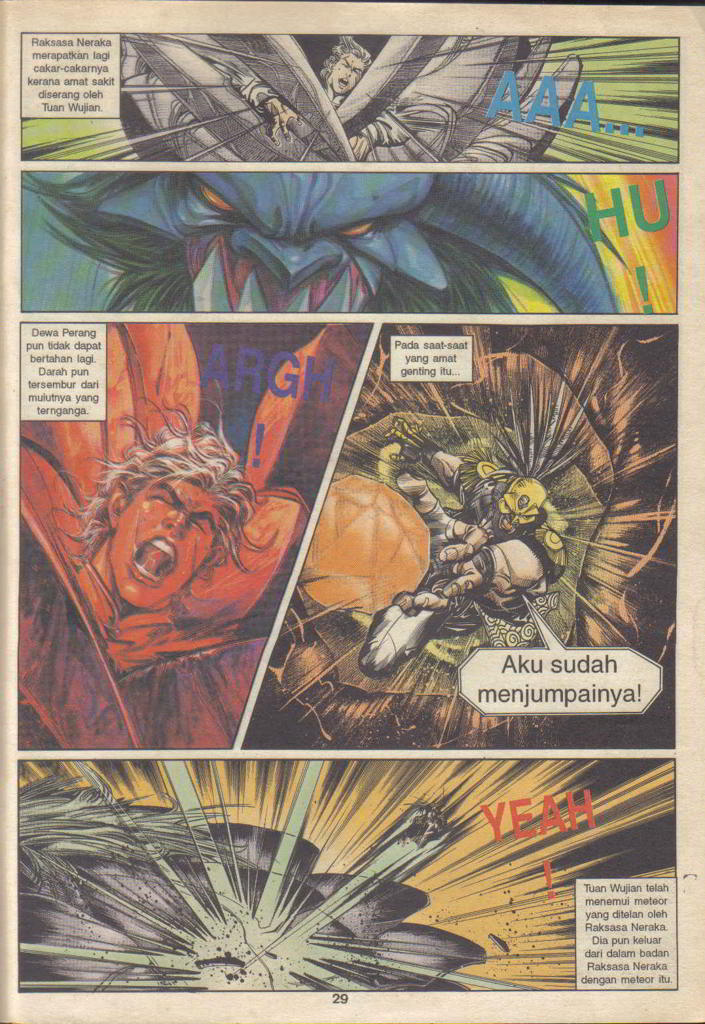 Raksasa Neraka
merapatkan lagi
cakar-cakarnya
kerana amat sakit
diserang oleh
Tuan Wujian.
AAA...
HU
!
Dewa Perang
pun tidak dapat
bertahan lagi.
Darah pun
tersembur dari
mulutnya yang
ternganga.
ARGH
!
Pada saat-saat
yang amat
genting itu...
Aku sudah
menjumpainya!
YEAH
!
Tuan Wujian telah
menemui meteor
yang ditelan oleh
Raksasa Neraka.
Dia pun keluar
dari dalam badan
Raksasa Neraka
dengan meteor itu.
29